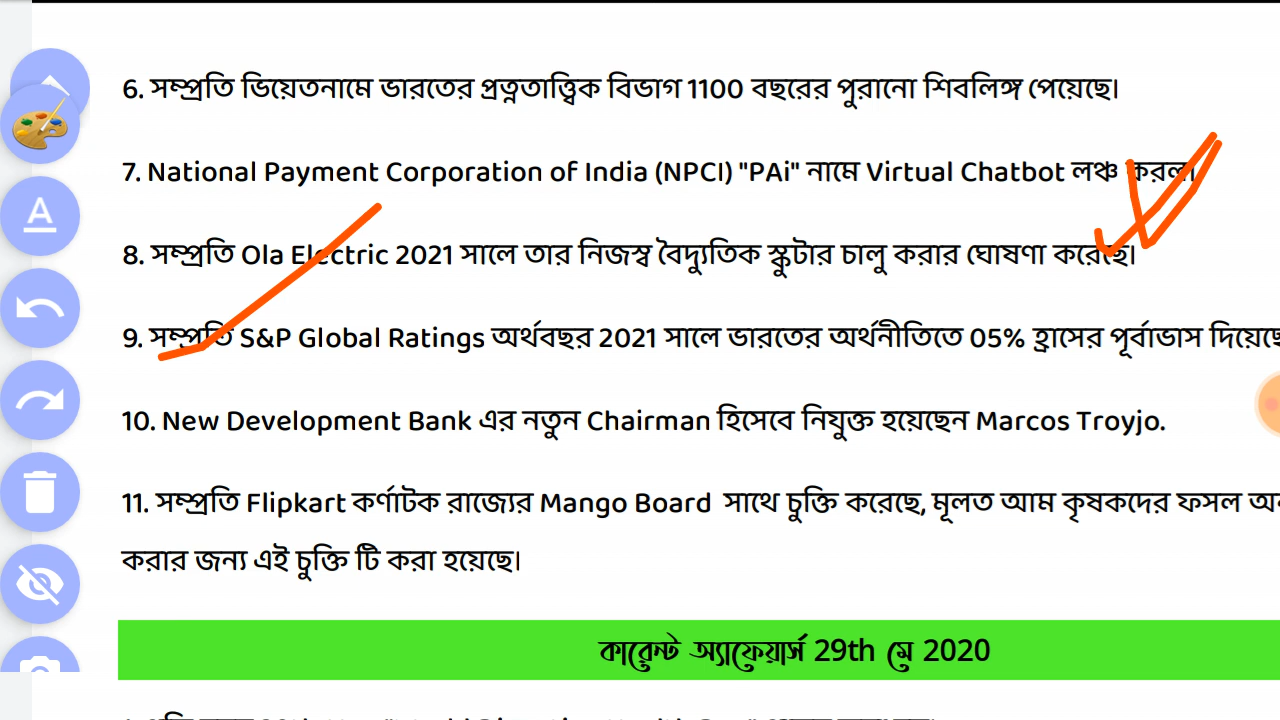 6. সম্প্রতি ভিয়েতনামে ভারতের প্রত্নতাত্ত্বিক বিভাগ 1100 বছরের পুরানো শিবলিঙ্গ পেয়েছে।
7. National Payment Corporation of India (NPCI) "PAi" নামে Virtual Chatbot লঞ্চ করল।
8. সম্প্রতি Ola Electric 2021 সালে তার নিজস্ব বৈদ্যুতিক স্কুটার চালু করার ঘোষণা করেছে।
9. সম্প্রতি S&P Global Ratings অর্থবছর 2021 সালে ভারতের অর্থনীতিতে 05% হ্রাসের পূর্বাভাস দিয়েছে
10. New Development Bank এর নতুন Chairman হিসেবে নিযুক্ত হয়েছেন Marcos Troyjo.
11. সম্প্রতি Flipkart কর্ণাটক রাজ্যের Mango Board সাথে চুক্তি করেছে, মূলত আম কৃষকদের ফসল
করার জন্য এই চুক্তি টি করা হয়েছে।
কারেন্ট অ্যাফেয়ার্স 29th মে 2020